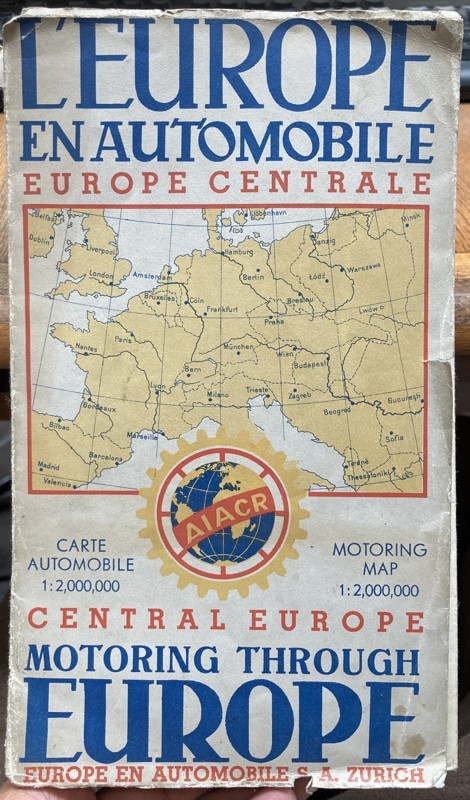 L'EUROPE
EN AUTOMOBILE
EUROPE CENTRALE
Belfast
København
Minsk
Dublin
Liverpool
Hamburg
Danzig
London
Amsterdam
Berlin
Łódź
Warszawa
Bruxelles
Cöln
Frankfurt
Breslau
Lwów
Praha
Nantes
Paris
München
Wien
Budapest
Bern
Lyon
Milano
Trieste
Zagreb
Bordeaux
Beograd
București
Bilbao
Marseille
Sofia
Madrid
Barcelona
Tiranë
Thessaloniki
Valencia
AIACR
CARTE
AUTOMOBILE
1:2,000,000
MOTORING
MAP
1:2,000,000
CENTRAL EUROPE
MOTORING THROUGH
EUROPE
EUROPE EN AUTOMOBILE S. A. ZURICH